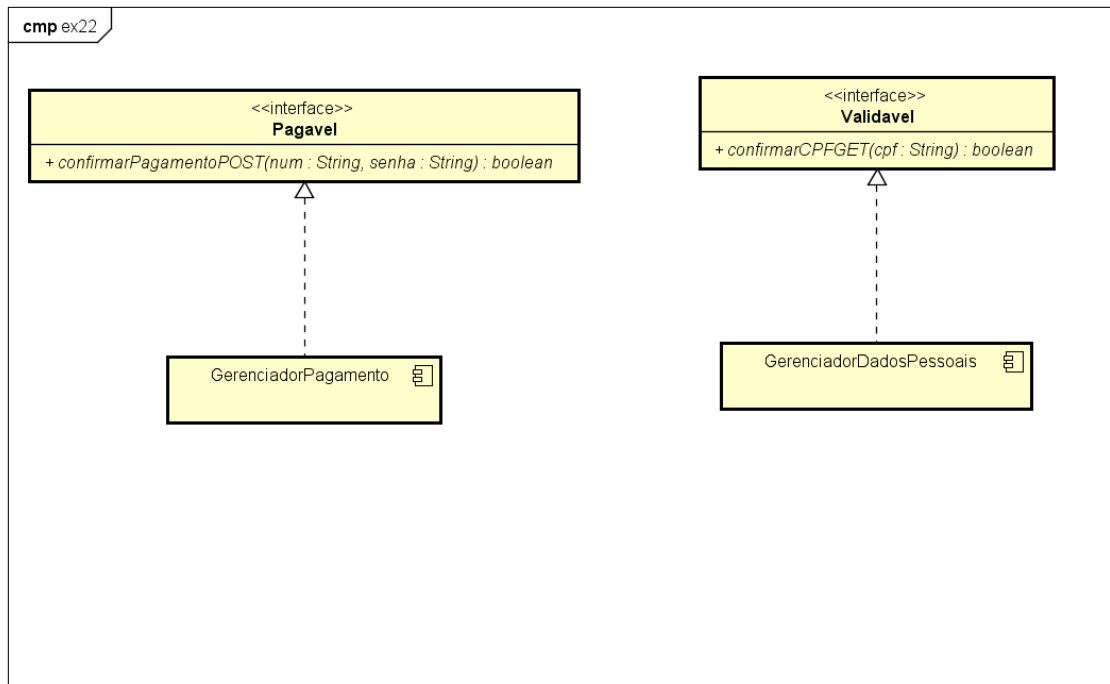 cmp ex22
<<interface>>
Pagavel
+ confirmarPagamentoPOST(num : String, senha : String) : boolean
<<interface>>
Validavel
+ confirmarCPFGET(cpf : String) : boolean
GerenciadorPagamento
GerenciadorDadosPessoais